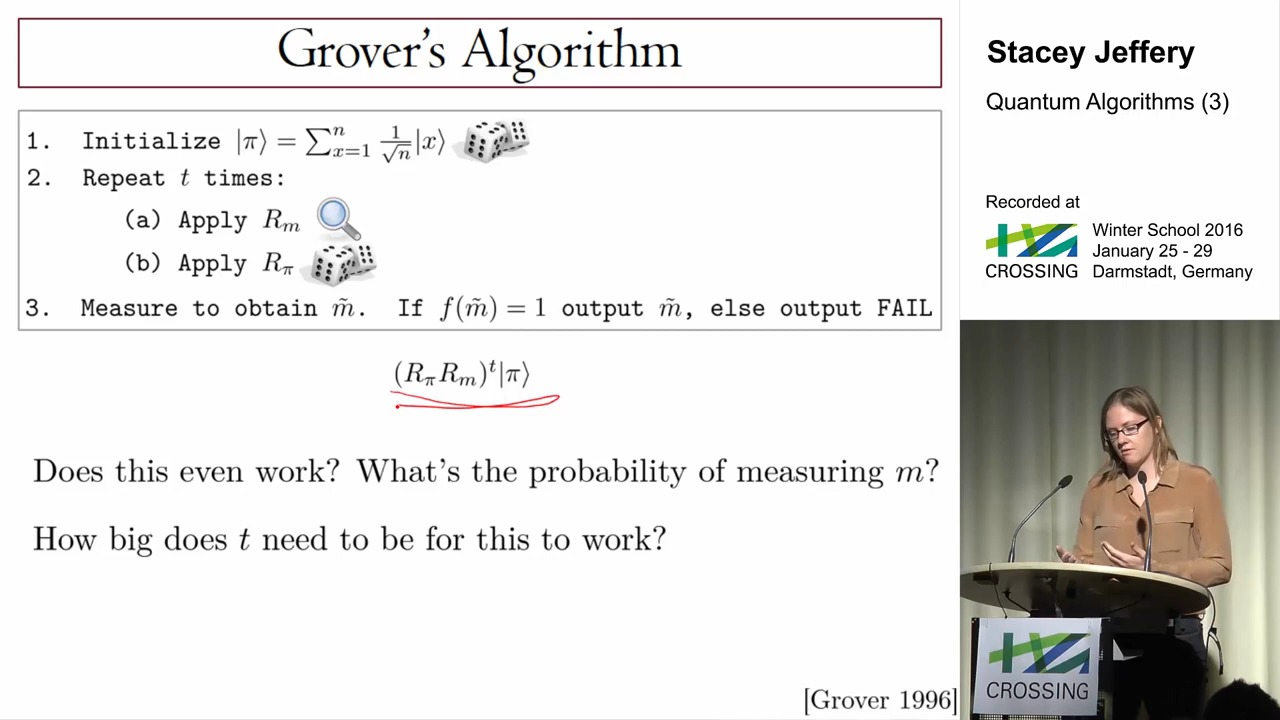 Grover's Algorithm
1. Initialize |π⟩ = ∑ₓ₌₁ⁿ 1/√n |x⟩
2. Repeat t times:
(a) Apply Rₘ
(b) Apply R_π
3. Measure to obtain m̃. If f(m̃) = 1 output m̃, else output FAIL
(R_π Rₘ)ᵗ|π⟩
Does this even work? What's the probability of measuring m?
How big does t need to be for this to work?
[Grover 1996]
Stacey Jeffery
Quantum Algorithms (3)
Recorded at
CROSSING
Winter School 2016
January 25 - 29
Darmstadt, Germany
CROSSING